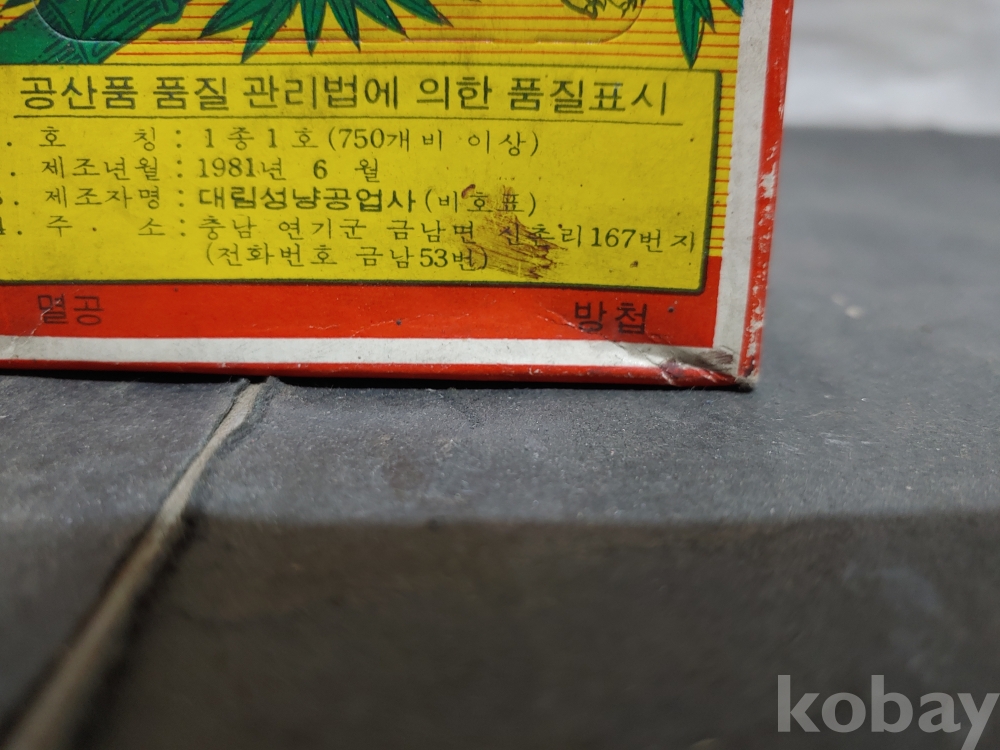 공산품 품질 관리법에 의한 품질표시
. 호 칭 : 1종1호(750개비 이상)
. 제조년월 : 1981년 6 월
. 제조자명 : 대림성냥공업사(비호표)
. 주 . 소 : 충남 연기군 금남면 신촌리167번지
(전화번호 금남53번)
멸공 방첩
kobay